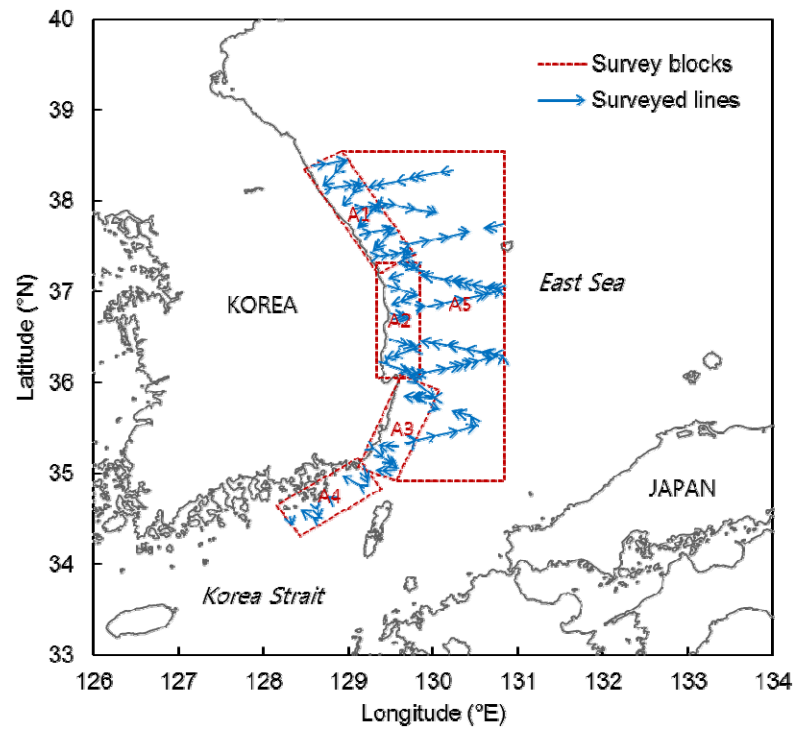 40
39
38
37
36
35
34
33
126
127
128
129
130
131
132
133
134
Latitude (°N)
Longitude (°E)
Survey blocks
Surveyed lines
A1
A2
A3
A4
A5
KOREA
East Sea
JAPAN
Korea Strait